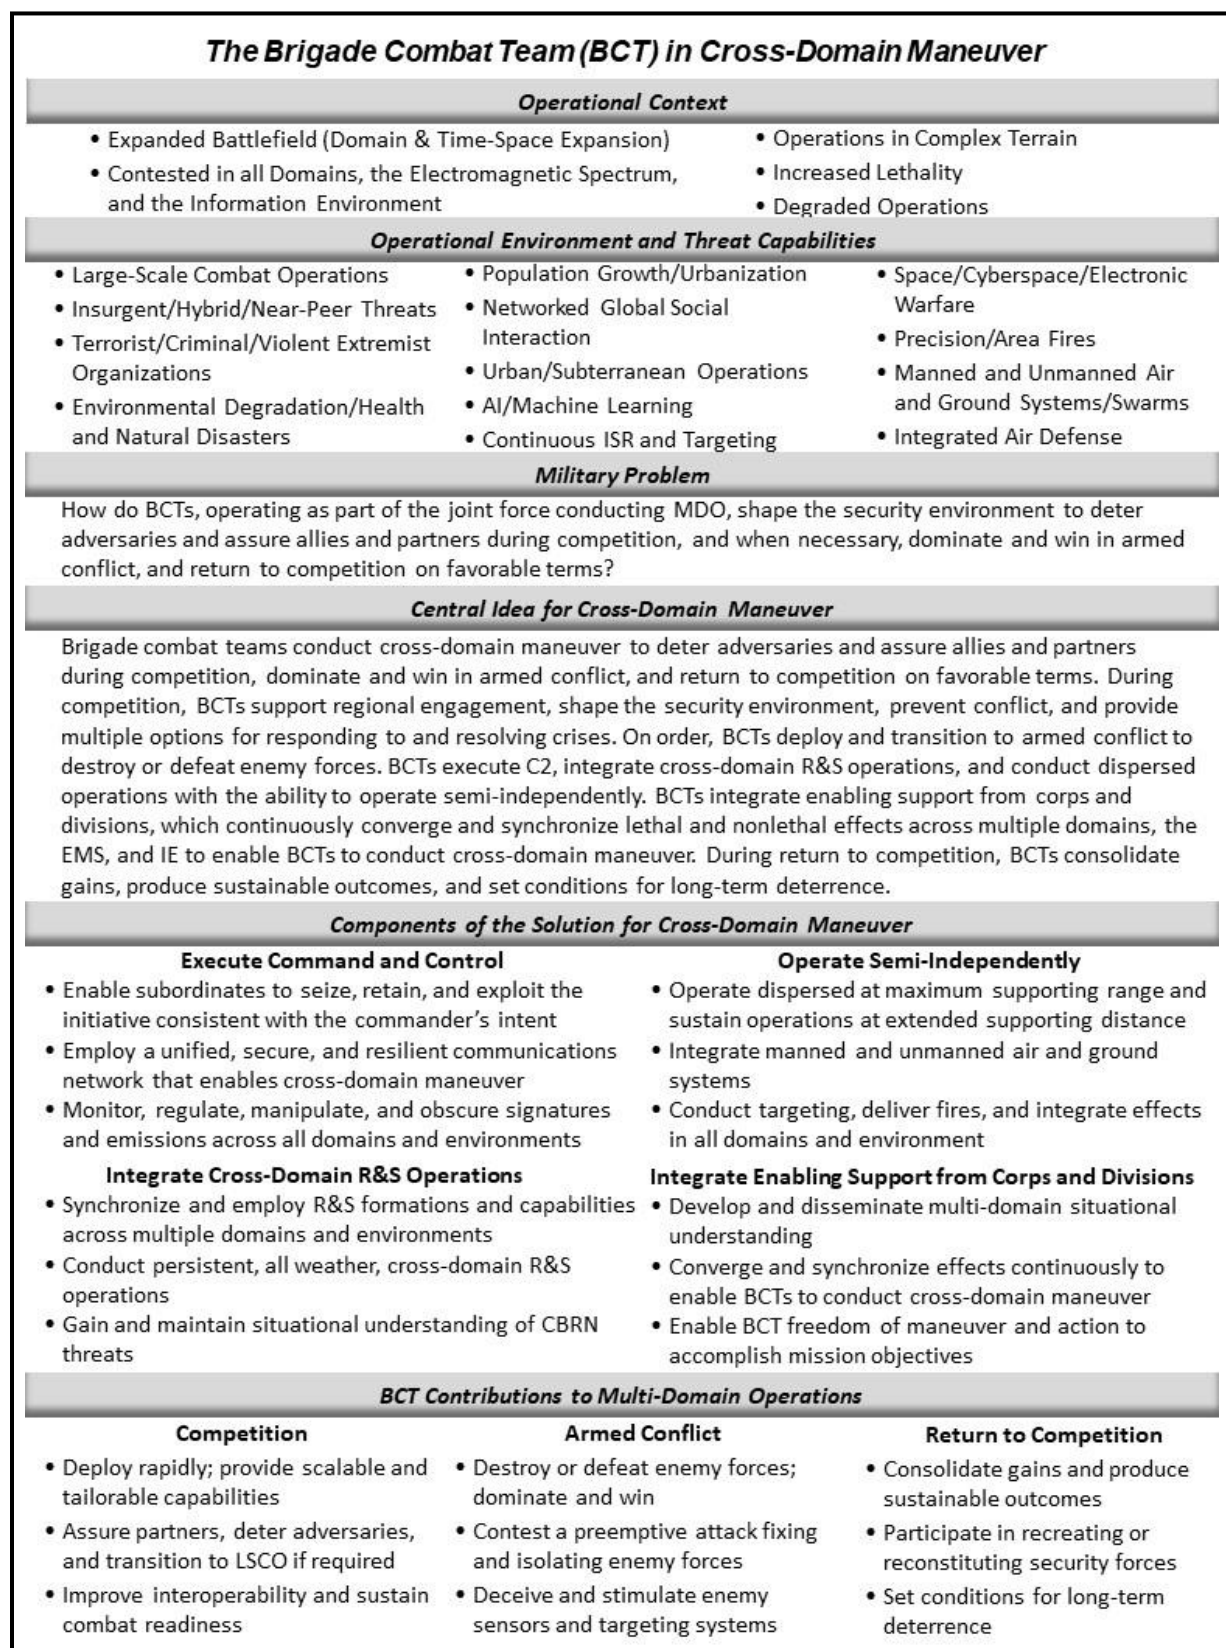 The Brigade Combat Team (BCT) in Cross-Domain Maneuver
Operational Context
• Expanded Battlefield (Domain & Time-Space Expansion)
• Contested in all Domains, the Electromagnetic Spectrum,
and the Information Environment
• Operations in Complex Terrain
• Increased Lethality
• Degraded Operations
Operational Environment and Threat Capabilities
• Large-Scale Combat Operations
• Insurgent/Hybrid/Near-Peer Threats
• Terrorist/Criminal/Violent Extremist
Organizations
• Environmental Degradation/Health
and Natural Disasters
• Population Growth/Urbanization
• Networked Global Social
Interaction
• Urban/Subterranean Operations
• AI/Machine Learning
• Continuous ISR and Targeting
• Space/Cyberspace/Electronic
Warfare
• Precision/Area Fires
• Manned and Unmanned Air
and Ground Systems/Swarms
• Integrated Air Defense
Military Problem
How do BCTs, operating as part of the joint force conducting MDO, shape the security environment to deter
adversaries and assure allies and partners during competition, and when necessary, dominate and win in armed
conflict, and return to competition on favorable terms?
Central Idea for Cross-Domain Maneuver
Brigade combat teams conduct cross-domain maneuver to deter adversaries and assure allies and partners
during competition, dominate and win in armed conflict, and return to competition on favorable terms. During
competition, BCTs support regional engagement, shape the security environment, prevent conflict, and provide
multiple options for responding to and resolving crises. On order, BCTs deploy and transition to armed conflict to
destroy or defeat enemy forces. BCTs execute C2, integrate cross-domain R&S operations, and conduct dispersed
operations with the ability to operate semi-independently. BCTs integrate enabling support from corps and
divisions, which continuously converge and synchronize lethal and nonlethal effects across multiple domains, the
EMS, and IE to enable BCTs to conduct cross-domain maneuver. During return to competition, BCTs consolidate
gains, produce sustainable outcomes, and set conditions for long-term deterrence.
Components of the Solution for Cross-Domain Maneuver
Execute Command and Control
• Enable subordinates to seize, retain, and exploit the
initiative consistent with the commander’s intent
• Employ a unified, secure, and resilient communications
network that enables cross-domain maneuver
• Monitor, regulate, manipulate, and obscure signatures
and emissions across all domains and environments
Operate Semi-Independently
• Operate dispersed at maximum supporting range and
sustain operations at extended supporting distance
• Integrate manned and unmanned air and ground
systems
• Conduct targeting, deliver fires, and integrate effects
in all domains and environment
Integrate Cross-Domain R&S Operations
• Synchronize and employ R&S formations and capabilities
across multiple domains and environments
• Conduct persistent, all weather, cross-domain R&S
operations
• Gain and maintain situational understanding of CBRN
threats
Integrate Enabling Support from Corps and Divisions
• Develop and disseminate multi-domain situational
understanding
• Converge and synchronize effects continuously to
enable BCTs to conduct cross-domain maneuver
• Enable BCT freedom of maneuver and action to
accomplish mission objectives
BCT Contributions to Multi-Domain Operations
Competition
• Deploy rapidly; provide scalable and
tailorable capabilities
• Assure partners, deter adversaries,
and transition to LSCO if required
• Improve interoperability and sustain
combat readiness
Armed Conflict
• Destroy or defeat enemy forces;
dominate and win
• Contest a preemptive attack fixing
and isolating enemy forces
• Deceive and stimulate enemy
sensors and targeting systems
Return to Competition
• Consolidate gains and produce
sustainable outcomes
• Participate in recreating or
reconstituting security forces
• Set conditions for long-term
deterrence